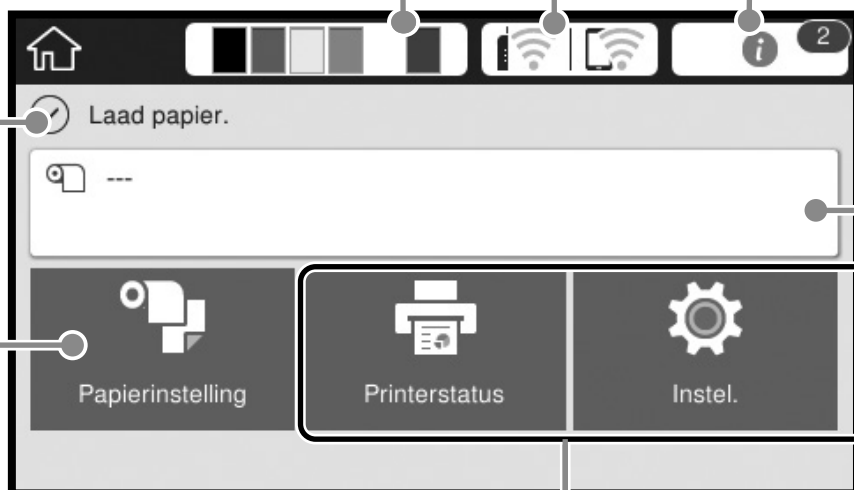 i
2
Laad papier.
---
Papierinstelling
Printerstatus
Instel.